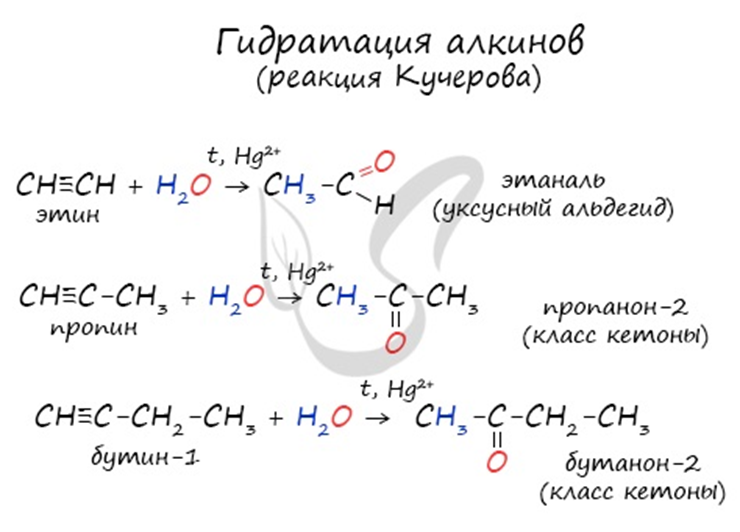 Гидратация алкинов
(реакция Кучерова)
t, Hg²⁺
CH≡CH + H₂O → CH₃-C=O
H
этин
этаналь
(уксусный альдегид)
t, Hg²⁺
CH≡C-CH₃ + H₂O → CH₃-C-CH₃
O
пропин
пропанон-2
(класс кетоны)
t, Hg²⁺
CH≡C-CH₂-CH₃ + H₂O → CH₃-C-CH₂-CH₃
O
бутин-1
бутанон-2
(класс кетоны)